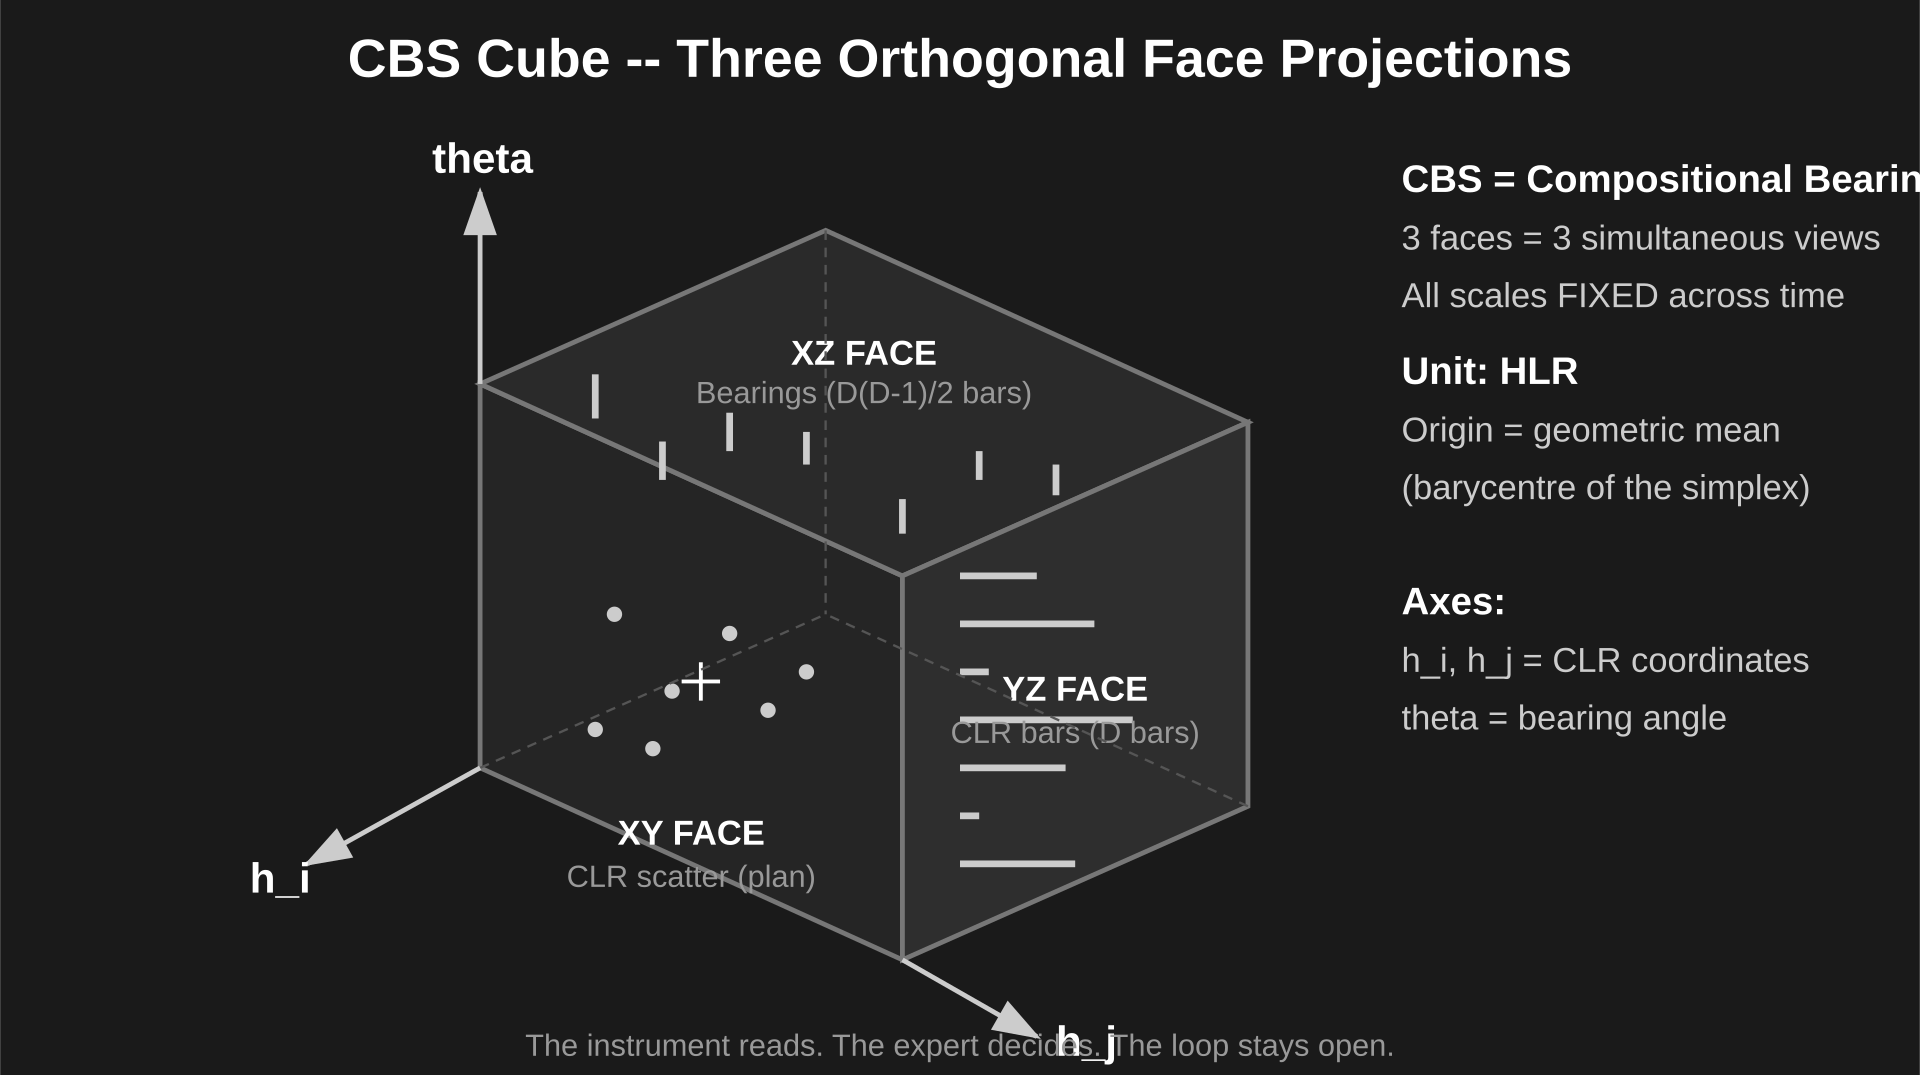 CBS Cube -- Three Orthogonal Face Projections
theta
CBS = Compositional Bearin
3 faces = 3 simultaneous views
All scales FIXED across time
Unit: HLR
Origin = geometric mean
(barycentre of the simplex)
Axes:
h_i, h_j = CLR coordinates
theta = bearing angle
XZ FACE
Bearings (D(D-1)/2 bars)
YZ FACE
CLR bars (D bars)
XY FACE
CLR scatter (plan)
h_i
h_j
The instrument reads. The expert decides. The loop stays open.